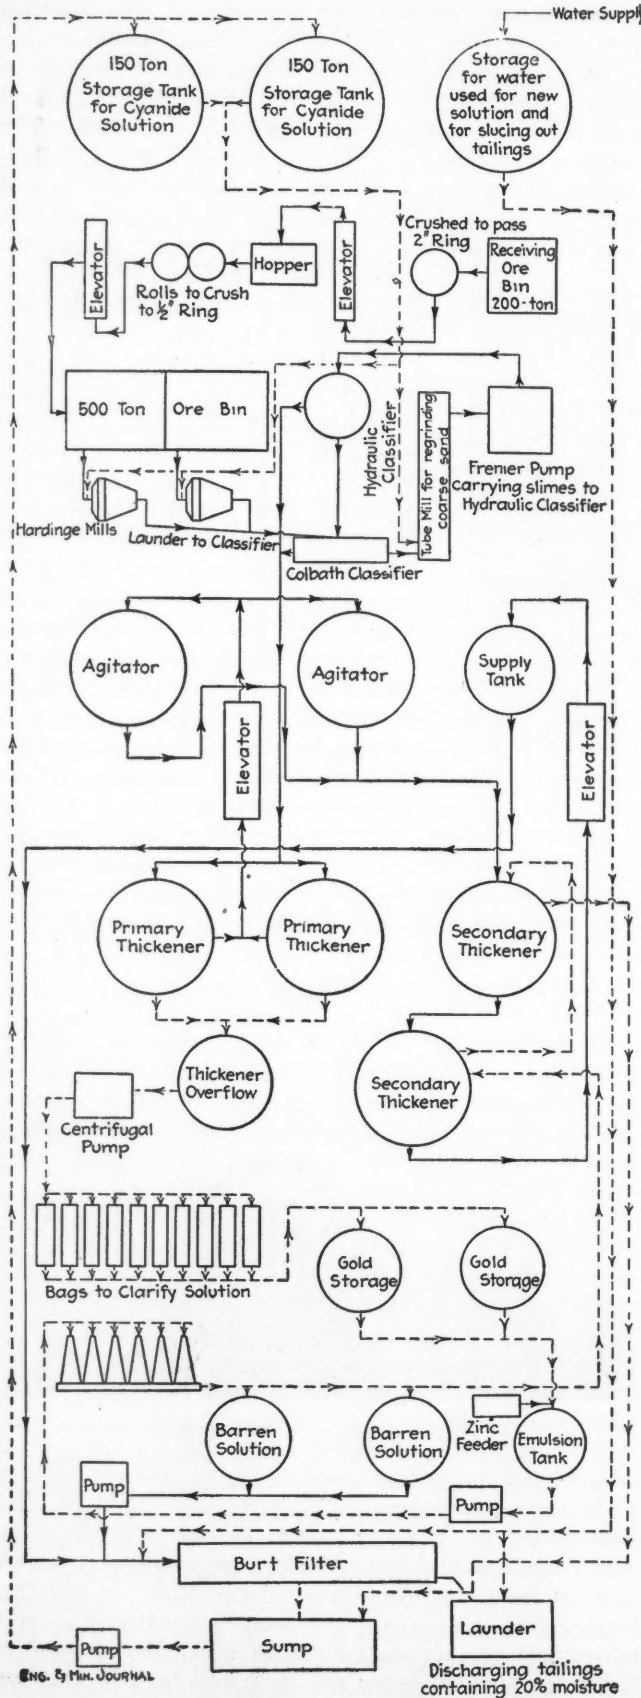 Water Suppl
150 Ton
Storage Tank
for Cyanide
Solution
150 Ton
Storage Tank
for Cyanide
Solution
Storage
for water
used for new
solution and
for slucing out
tailings
Crushed to pass
2" Ring
Elevator
Rolls to Crush
to 1/2" Ring
Hopper
Elevator
Receiving
Ore
Bin
200-ton
500 Ton
Ore Bin
Hydraulic
Classifier
Tube Mill for regrinding
coarse sand
Frenier Pump
Carrying slimes to
Hydraulic Classifier
Hardinge Mills
Launder to Classifier
Colbath Classifier
Agitator
Agitator
Supply
Tank
Elevator
Elevator
Primary
Thickener
Primary
Thickener
Secondary
Thickener
Thickener
Overflow
Secondary
Thickener
Centrifugal
Pump
Bags to Clarify Solution
Gold
Storage
Gold
Storage
Barren
Solution
Barren
Solution
Zinc
Feeder
Emulsion
Tank
Pump
Pump
Burt Filter
Sump
Launder
Pump
ENG. & MIN. JOURNAL
Discharging tailings
containing 20% moisture